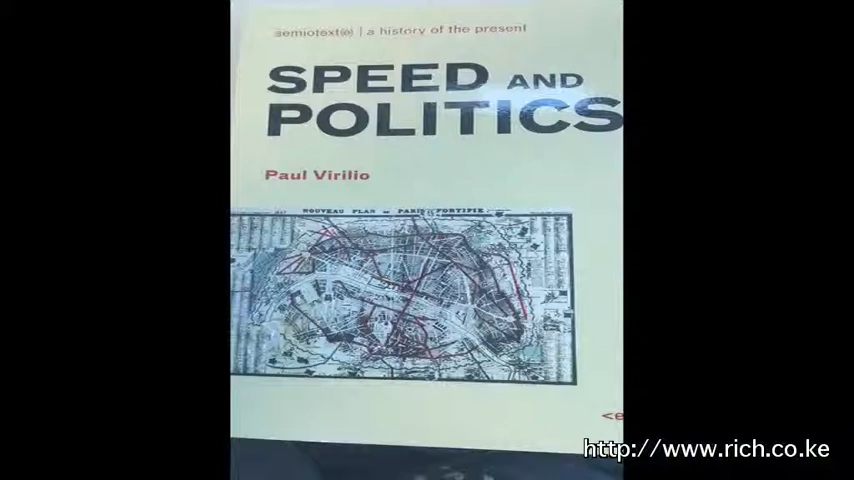 semiotext(e) | a history of the present
SPEED AND
POLITICS
Paul Virilio
NOUVEAU PLAN DE PARIS FORTIFIÉ
<e
http://www.rich.co.ke